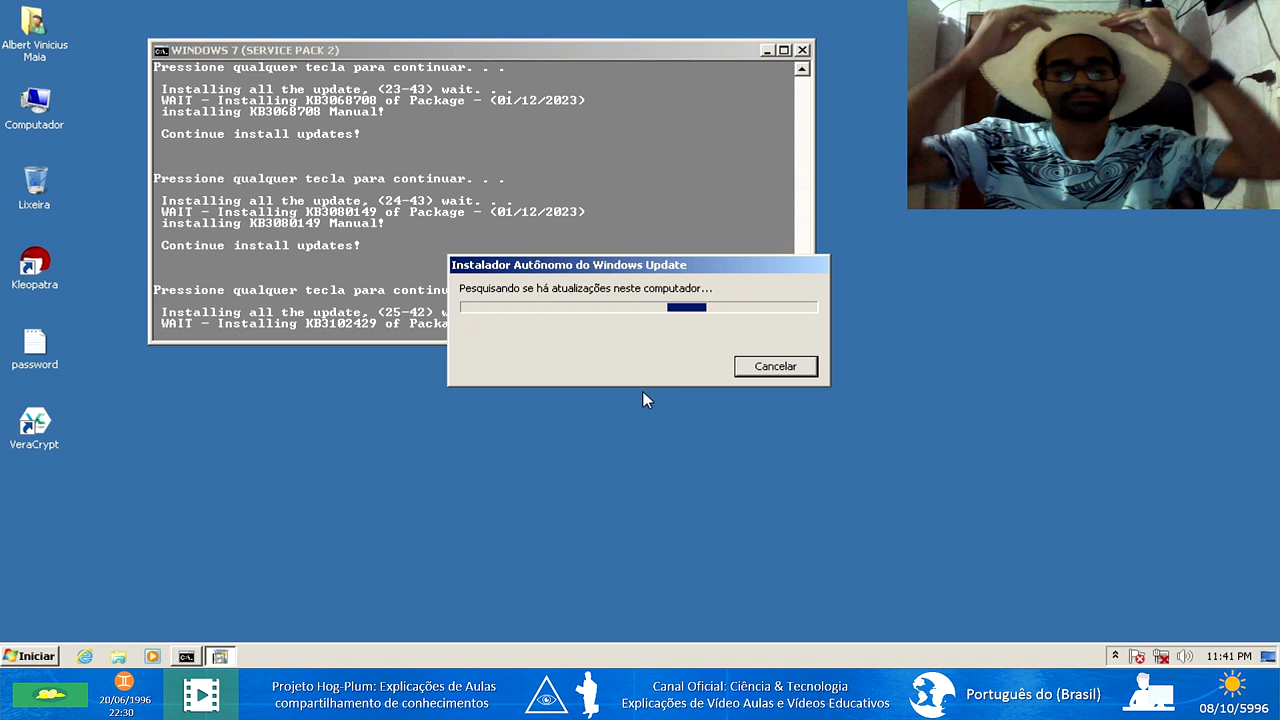 Albert Vinicius
Maia
Computador
Lixeira
Kleopatra
password
VeraCrypt
C:\.
WINDOWS 7 (SERVICE PACK 2)
Pressione qualquer tecla para continuar. . .
Installing all the update, (23-43) wait. . .
WAIT - Installing KB3068708 of Package - (01/12/2023)
installing KB3068708 Manual!
Continue install updates!
Pressione qualquer tecla para continuar. . .
Installing all the update, (24-43) wait. . .
WAIT - Installing KB3080149 of Package - (01/12/2023)
installing KB3080149 Manual!
Continue install updates!
Pressione qualquer tecla para continu
Installing all the update, (25-42) w
WAIT - Installing KB3102429 of Packa
Instalador Autônomo do Windows Update
Pesquisando se há atualizações neste computador...
Cancelar
Iniciar
C:\.
11:41 PM
20/06/1996
22:30
Projeto Hog-Plum: Explicações de Aulas
compartilhamento de conhecimentos
Canal Oficial: Ciência & Tecnologia
Explicações de Vídeo Aulas e Vídeos Educativos
Português do (Brasil)
08/10/5996